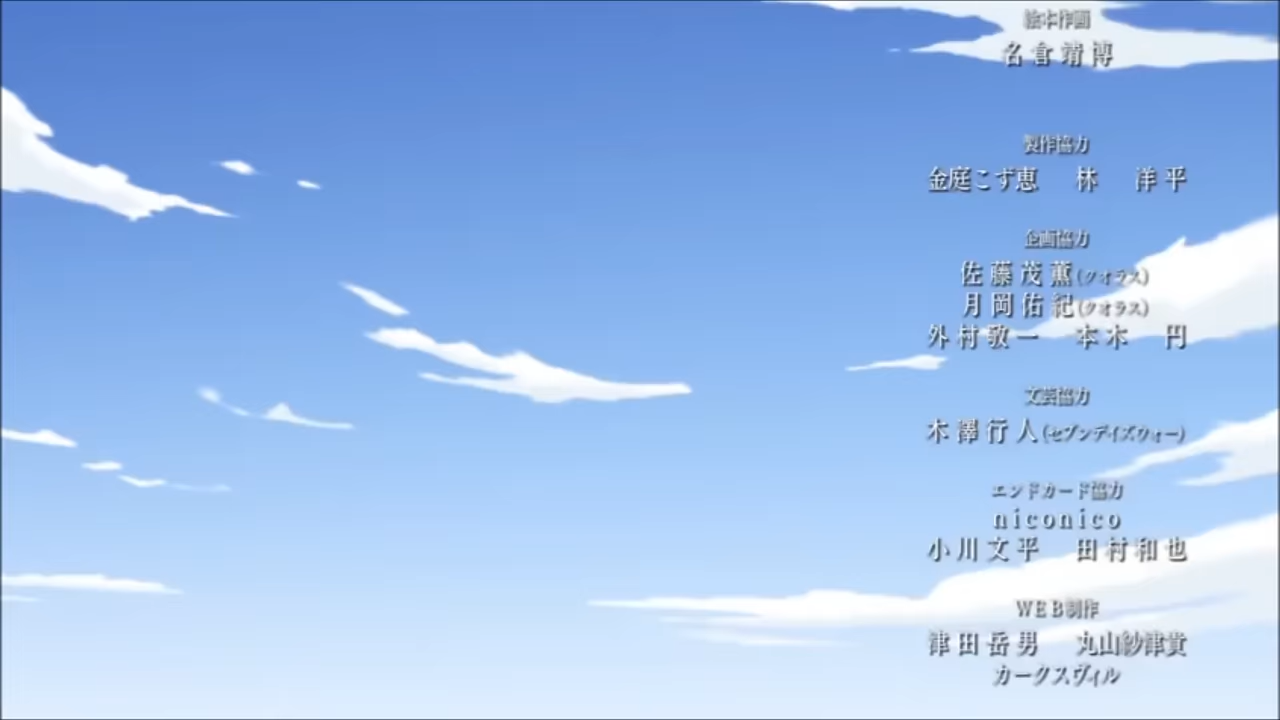 絵本作画
名倉靖博
製作協力
金庭こず恵　林　洋平
企画協力
佐藤茂薫(クオラス)
月岡佑紀(クオラス)
外村敬一　本木　円
文芸協力
木澤行人(セブンデイズウォー)
エンドカード協力
niconico
小川文平　田村和也
WEB制作
津田岳男　丸山紗津貴
カークスヴィル